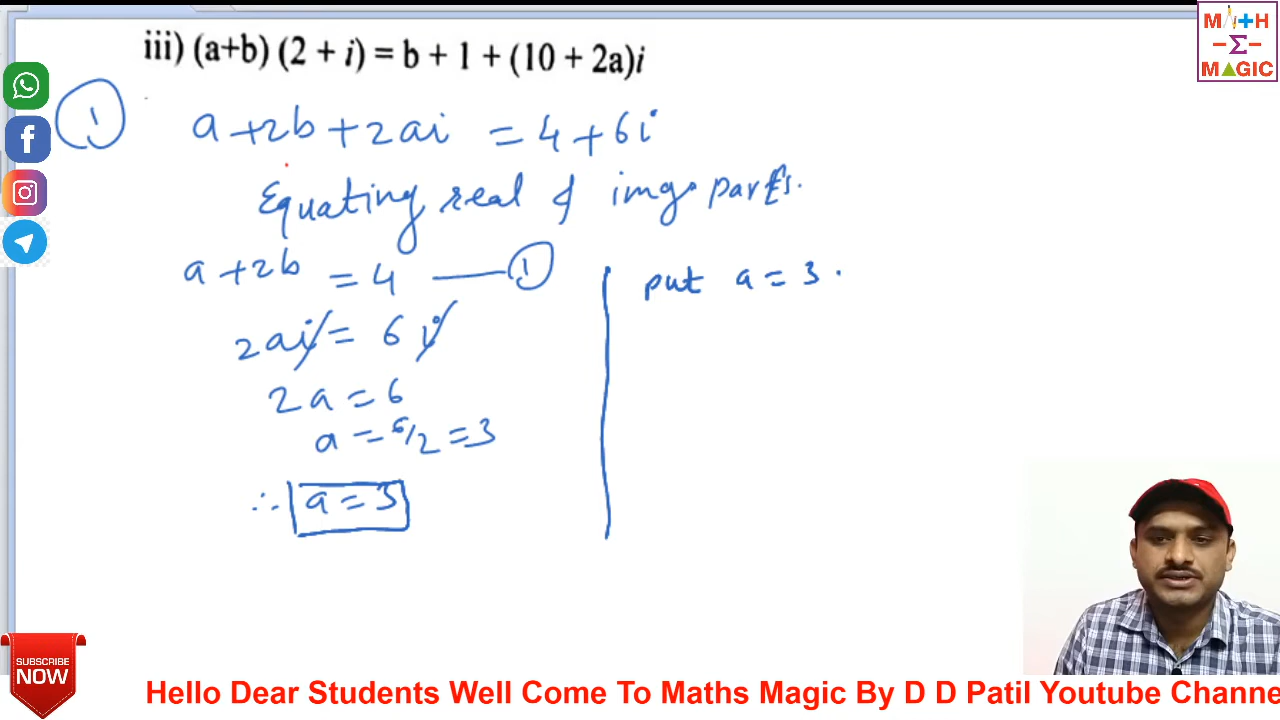 iii) (a+b) (2 + i) = b + 1 + (10 + 2a)i
M+TH
-Σ-
MAGIC
1
a + 2b + 2ai = 4 + 6i
Equating real & img. parts.
a + 2b = 4 — 1
2ai = 6i
2a = 6
a = 6/2 = 3
∴ a = 3
put a = 3 .
SUBSCRIBE
NOW
Hello Dear Students Well Come To Maths Magic By D D Patil Youtube Channe